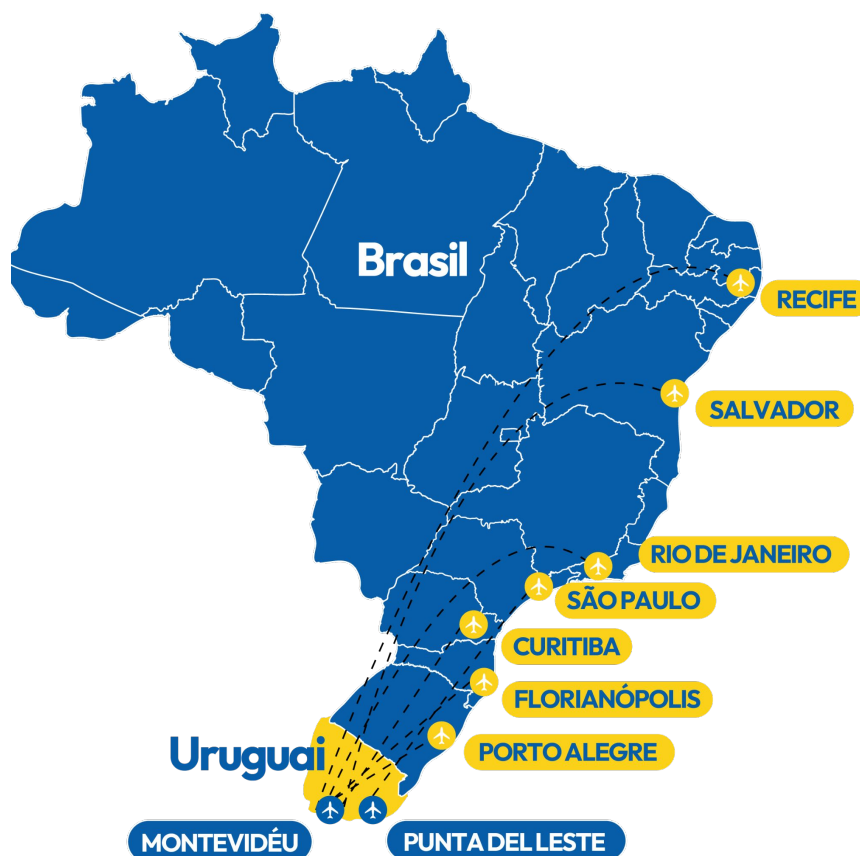 Brasil
RECIFE
SALVADOR
RIO DE JANEIRO
SÃO PAULO
CURITIBA
FLORIANÓPOLIS
Uruguai
PORTO ALEGRE
MONTEVIDÉU
PUNTA DEL LESTE